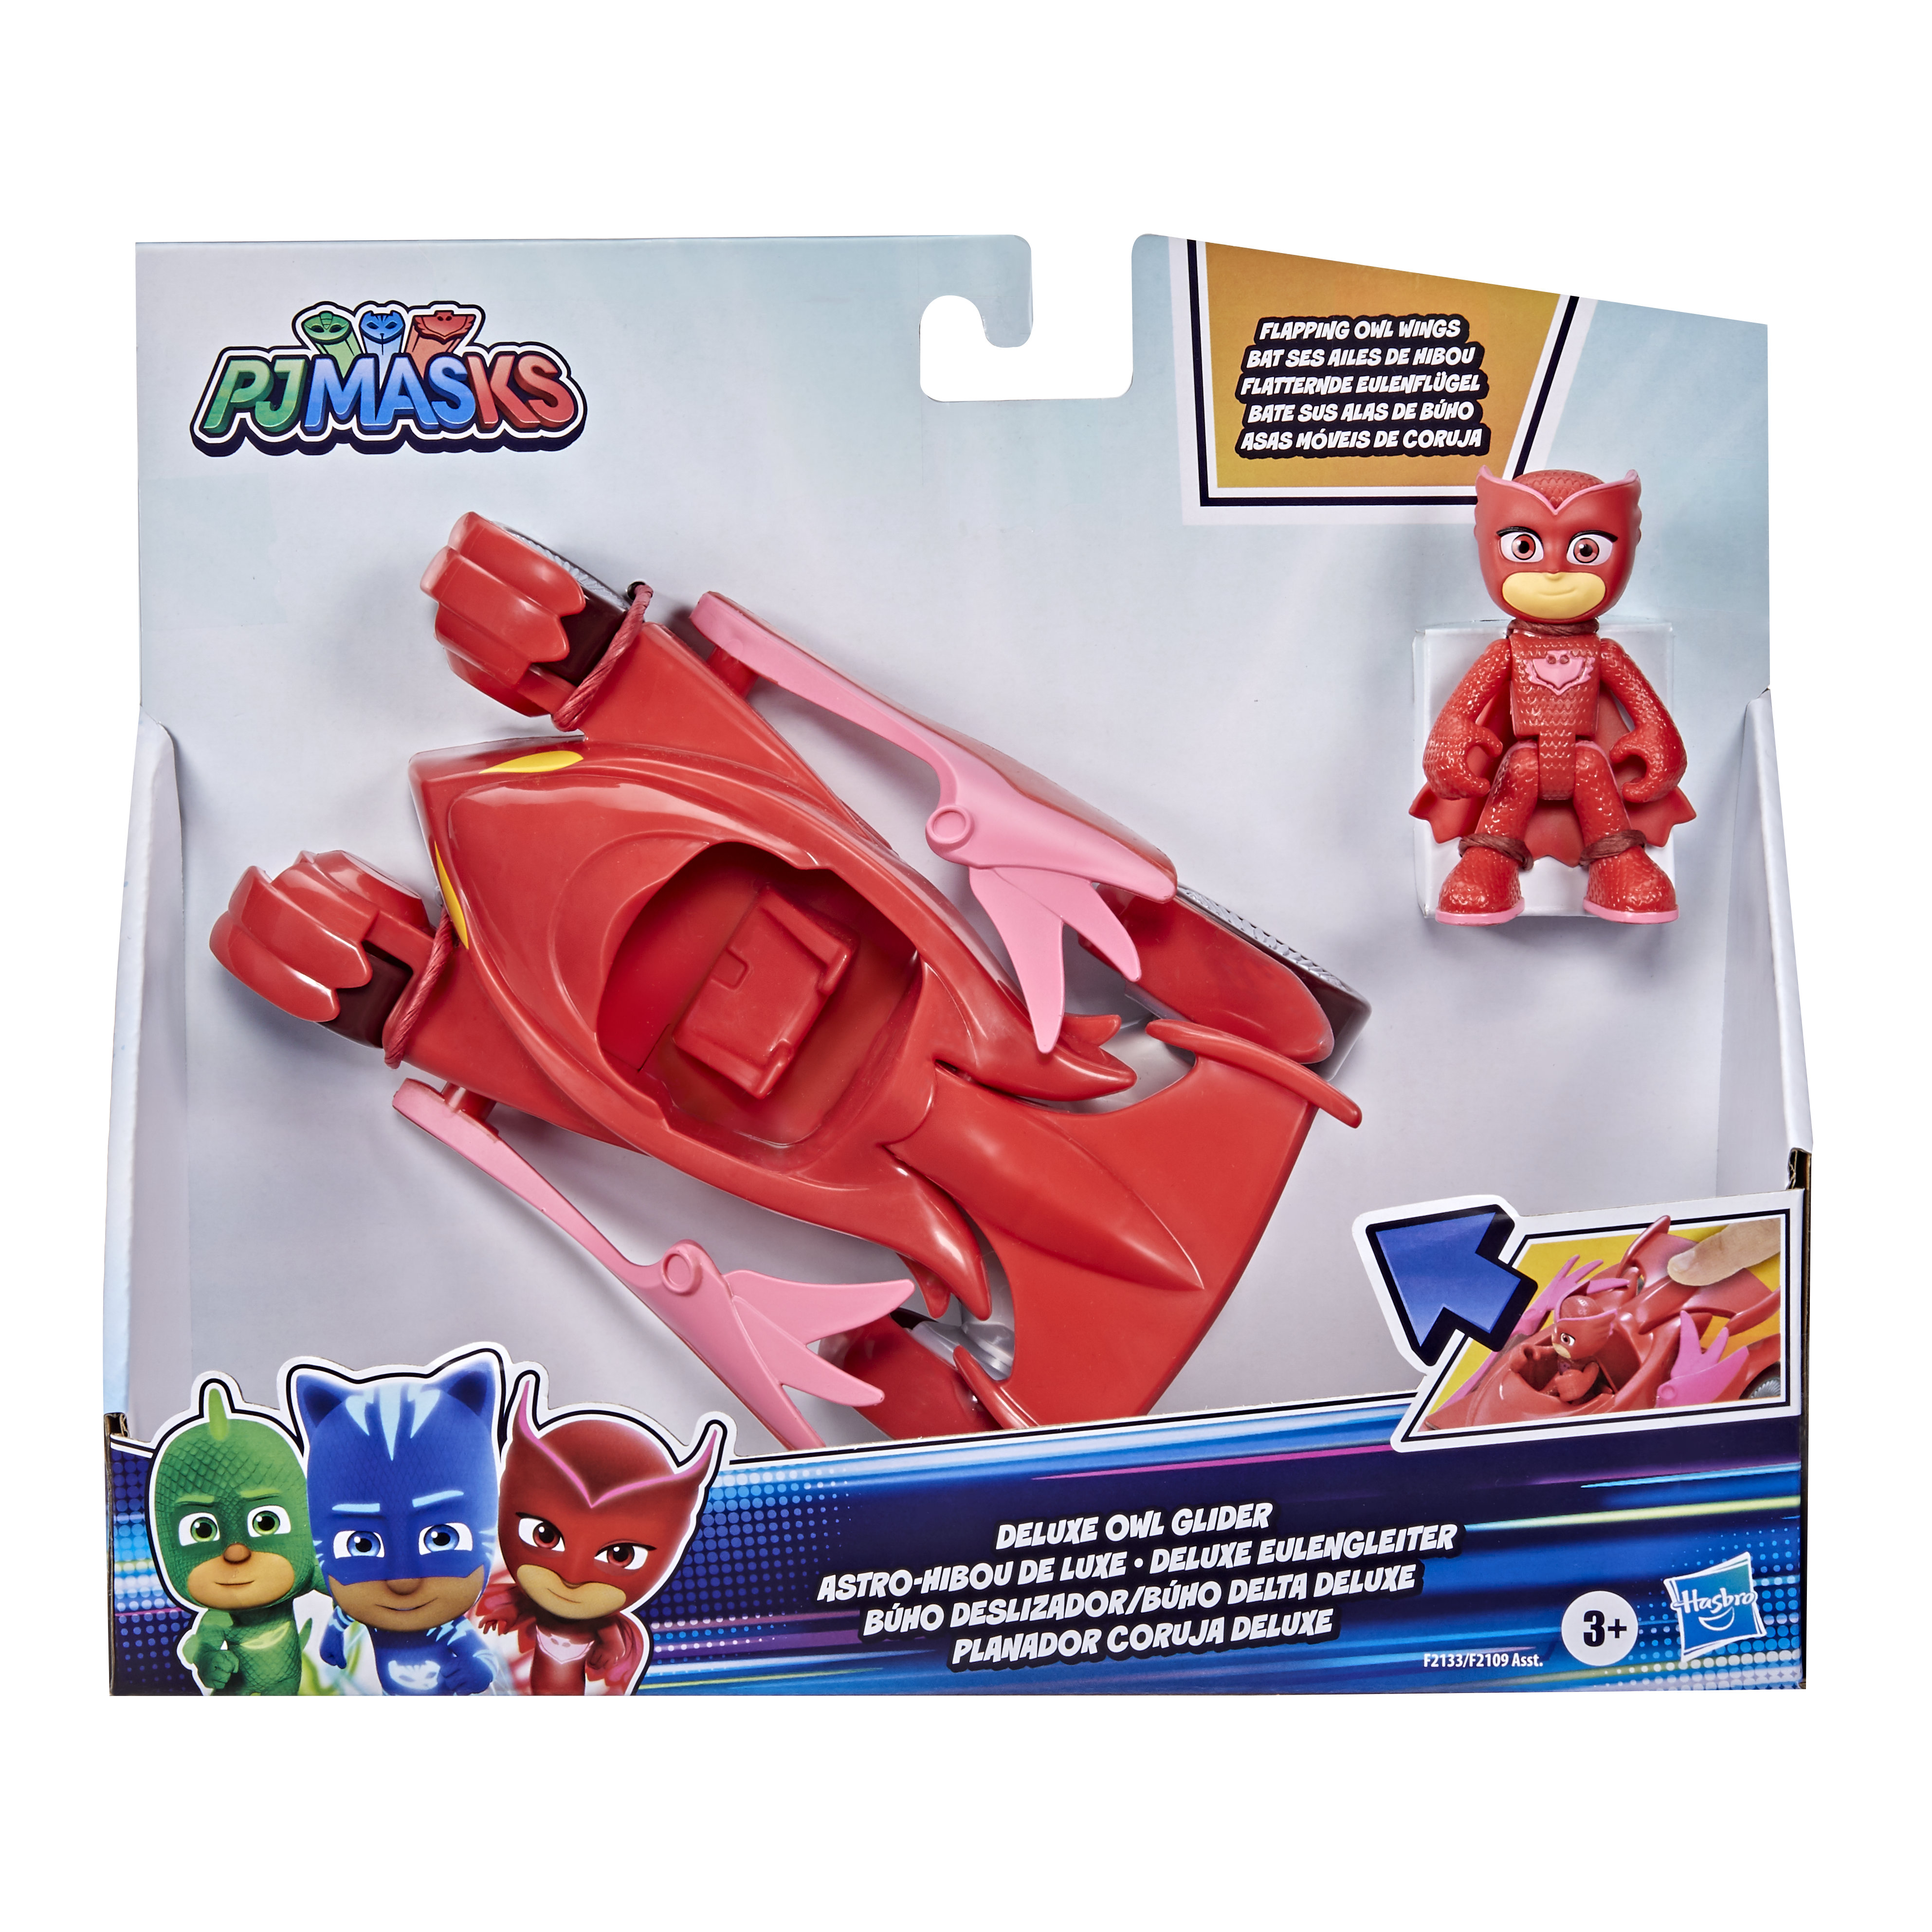 PJMASKS
FLAPPING OWL WINGS
BAT SES AILES DE HIBOU
FLATTERNDE EULENFLÜGEL
BATE SUS ALAS DE BÚHO
ASAS MÓVEIS DE CORUJA
DELUXE OWL GLIDER
ASTRO-HIBOU DE LUXE • DELUXE EULENGLEITER
BÚHO DESLIZADOR/BÚHO DELTA DELUXE
PLANADOR CORUJA DELUXE
3+
Hasbro
F2133/F2109 Asst.